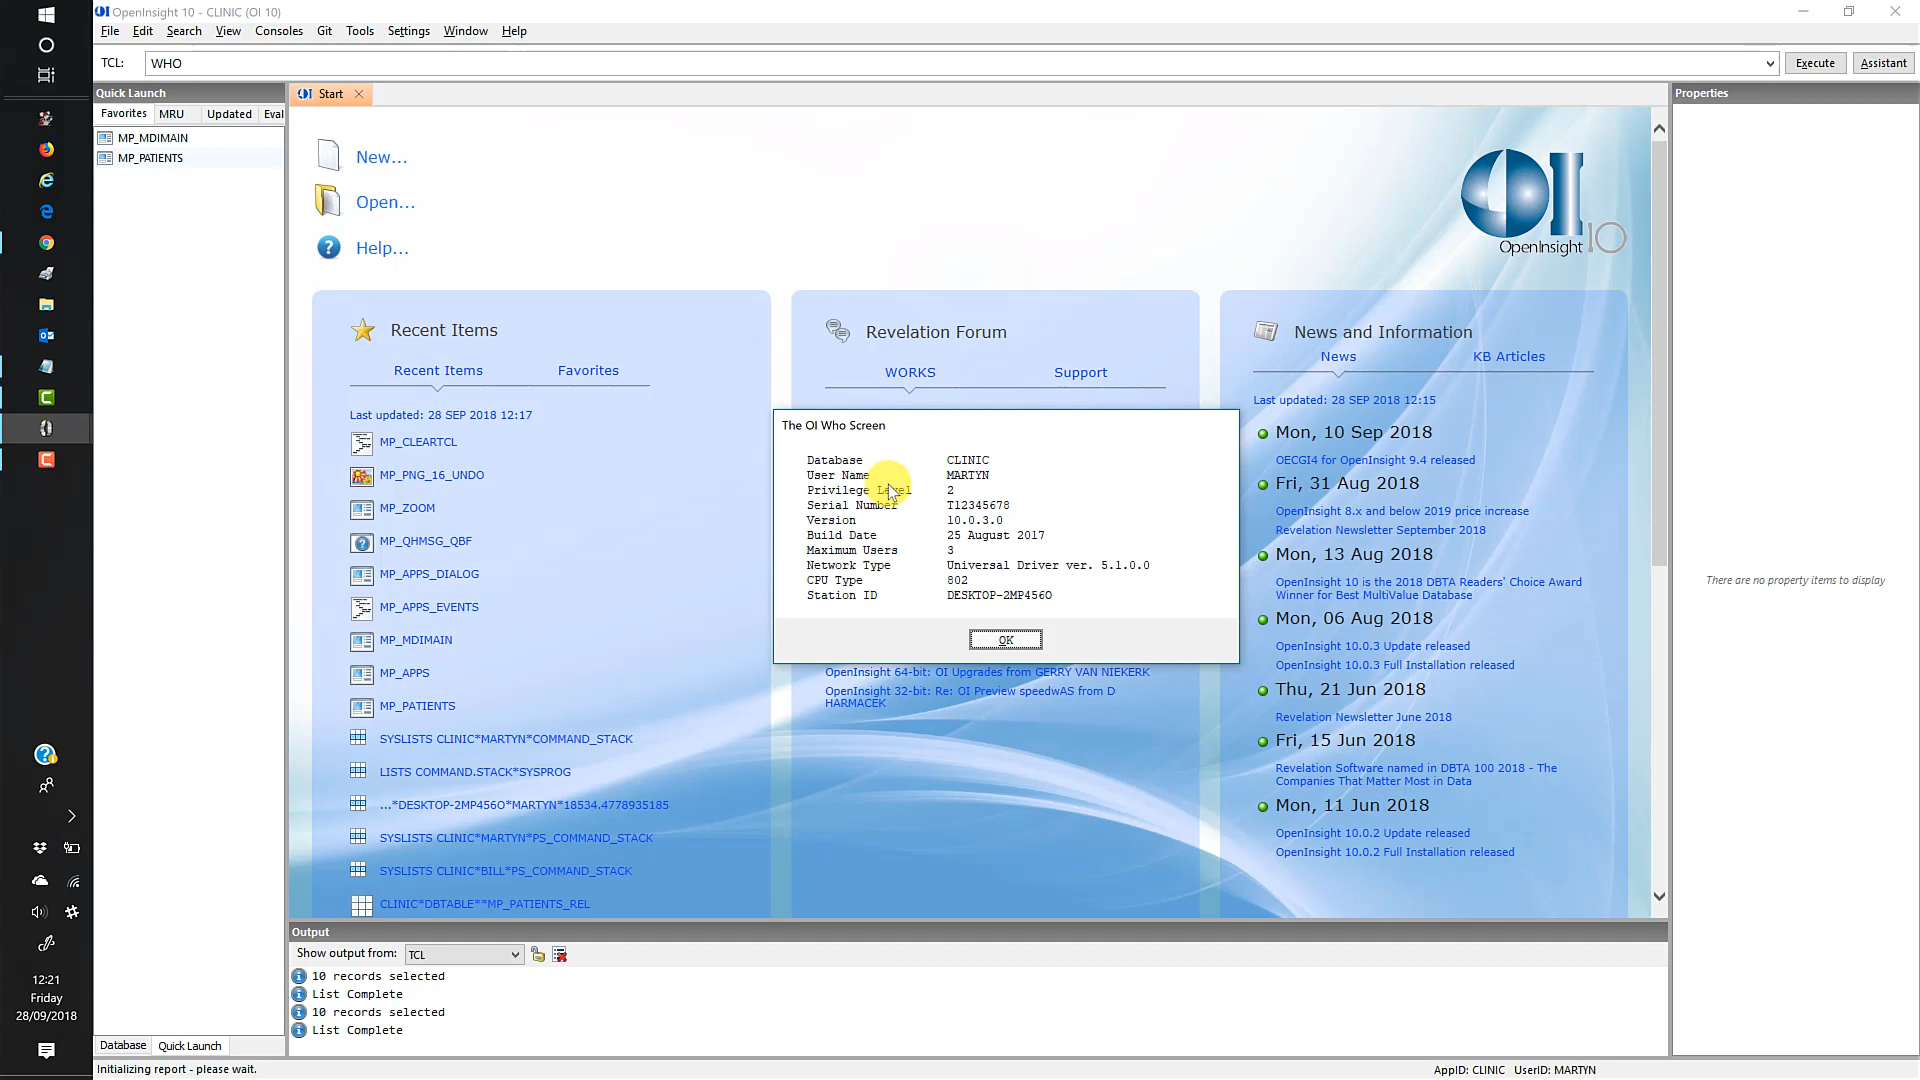 OpenInsight 10 - CLINIC (OI 10)
File Edit Search View Consoles Git Tools Settings Window Help
TCL: WHO Execute Assistant
Quick Launch
Favorites MRU Updated Eval
MP_MDIMAIN
MP_PATIENTS
Start
New...
Open...
Help...
OpenInsight 10
Recent Items
Recent Items Favorites
Last updated: 28 SEP 2018 12:17
MP_CLEARTCL
MP_PNG_16_UNDO
MP_ZOOM
MP_QHMSG_QBF
MP_APPS_DIALOG
MP_APPS_EVENTS
MP_MDIMAIN
MP_APPS
MP_PATIENTS
SYSLISTS CLINIC*MARTYN*COMMAND_STACK
LISTS COMMAND.STACK*SYSPROG
...*DESKTOP-2MP456O*MARTYN*18534.4778935185
SYSLISTS CLINIC*MARTYN*PS_COMMAND_STACK
SYSLISTS CLINIC*BILL*PS_COMMAND_STACK
CLINIC*DBTABLE**MP_PATIENTS_REL
Revelation Forum
WORKS Support
The OI Who Screen
Database CLINIC
User Name MARTYN
Privilege Level 2
Serial Number T12345678
Version 10.0.3.0
Build Date 25 August 2017
Maximum Users 3
Network Type Universal Driver ver. 5.1.0.0
CPU Type 802
Station ID DESKTOP-2MP456O
OK
OpenInsight 64-bit: OI Upgrades from GERRY VAN NIEKERK
OpenInsight 32-bit: Re: OI Preview speedwAS from D
HARMACEK
News and Information
News KB Articles
Last updated: 28 SEP 2018 12:15
Mon, 10 Sep 2018
OECGI4 for OpenInsight 9.4 released
Fri, 31 Aug 2018
OpenInsight 8.x and below 2019 price increase
Revelation Newsletter September 2018
Mon, 13 Aug 2018
OpenInsight 10 is the 2018 DBTA Readers' Choice Award
Winner for Best MultiValue Database
Mon, 06 Aug 2018
OpenInsight 10.0.3 Update released
OpenInsight 10.0.3 Full Installation released
Thu, 21 Jun 2018
Revelation Newsletter June 2018
Fri, 15 Jun 2018
Revelation Software named in DBTA 100 2018 - The
Companies That Matter Most in Data
Mon, 11 Jun 2018
OpenInsight 10.0.2 Update released
OpenInsight 10.0.2 Full Installation released
Properties
There are no property items to display
Output
Show output from: TCL
10 records selected
List Complete
10 records selected
List Complete
Database Quick Launch
Initializing report - please wait.
AppID: CLINIC UserID: MARTYN
12:21
Friday
28/09/2018